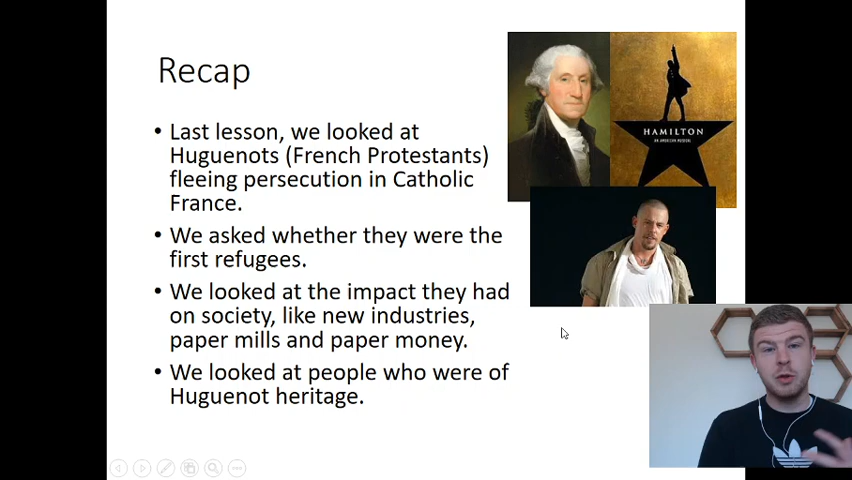 Recap
• Last lesson, we looked at
Huguenots (French Protestants)
fleeing persecution in Catholic
France.
• We asked whether they were the
first refugees.
• We looked at the impact they had
on society, like new industries,
paper mills and paper money.
• We looked at people who were of
Huguenot heritage.
HAMILTON
AN AMERICAN MUSICAL